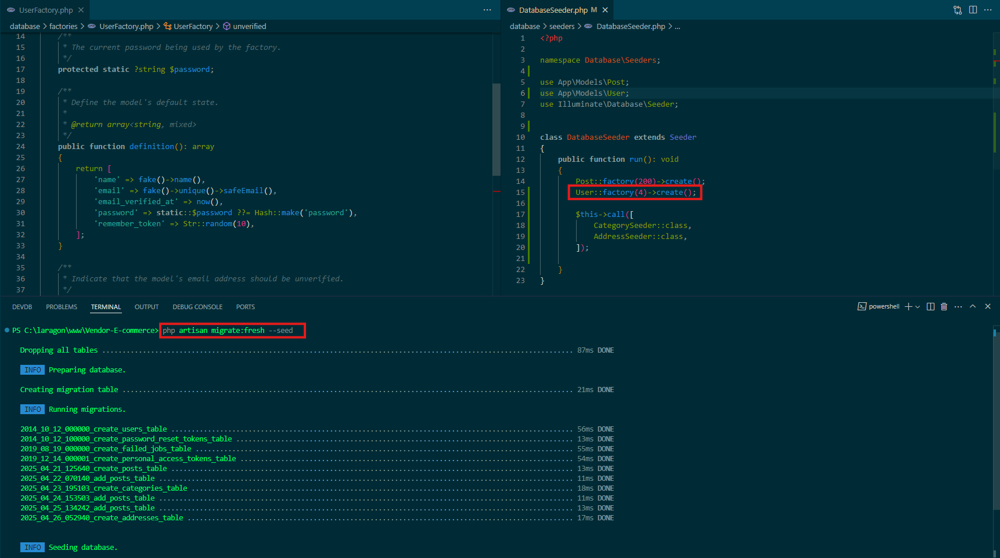 UserFactory.php
database > factories > UserFactory.php > UserFactory > unverified
14 /**
15 * The current password being used by the factory.
16 */
17 protected static ?string $password;
18
19 /**
20 * Define the model's default state.
21 *
22 * @return array<string, mixed>
23 */
24 public function definition(): array
25 {
26 return [
27 'name' => fake()->name(),
28 'email' => fake()->unique()->safeEmail(),
29 'email_verified_at' => now(),
30 'password' => static::$password ??= Hash::make('password'),
31 'remember_token' => Str::random(10),
32 ];
33 }
34
35 /**
36 * Indicate that the model's email address should be unverified.
37 */
DatabaseSeeder.php M
database > seeders > DatabaseSeeder.php > ...
1 <?php
2
3 namespace Database\Seeders;
4
5 use App\Models\Post;
6 use App\Models\User;
7 use Illuminate\Database\Seeder;
8
9
10 class DatabaseSeeder extends Seeder
11 {
12 public function run(): void
13 {
14 Post::factory(200)->create();
15 User::factory(4)->create();
16
17 $this->call([
18 CategorySeeder::class,
19 AddressSeeder::class,
20 ]);
21
22 }
23 }
DEVDB PROBLEMS TERMINAL OUTPUT DEBUG CONSOLE PORTS
powershell
PS C:\laragon\www\Vendor-E-commerce> php artisan migrate:fresh --seed
Dropping all tables ........ 87ms DONE
INFO Preparing database.
Creating migration table ........ 21ms DONE
INFO Running migrations.
2014_10_12_000000_create_users_table ........ 56ms DONE
2014_10_12_100000_create_password_reset_tokens_table ........ 13ms DONE
2019_08_19_000000_create_failed_jobs_table ........ 55ms DONE
2019_12_14_000001_create_personal_access_tokens_table ........ 54ms DONE
2025_04_21_125640_create_posts_table ........ 13ms DONE
2025_04_22_070140_add_posts_table ........ 11ms DONE
2025_04_23_195103_create_categories_table ........ 18ms DONE
2025_04_24_153503_add_posts_table ........ 11ms DONE
2025_04_25_134242_add_posts_table ........ 13ms DONE
2025_04_26_052940_create_addresses_table ........ 17ms DONE
INFO Seeding database.